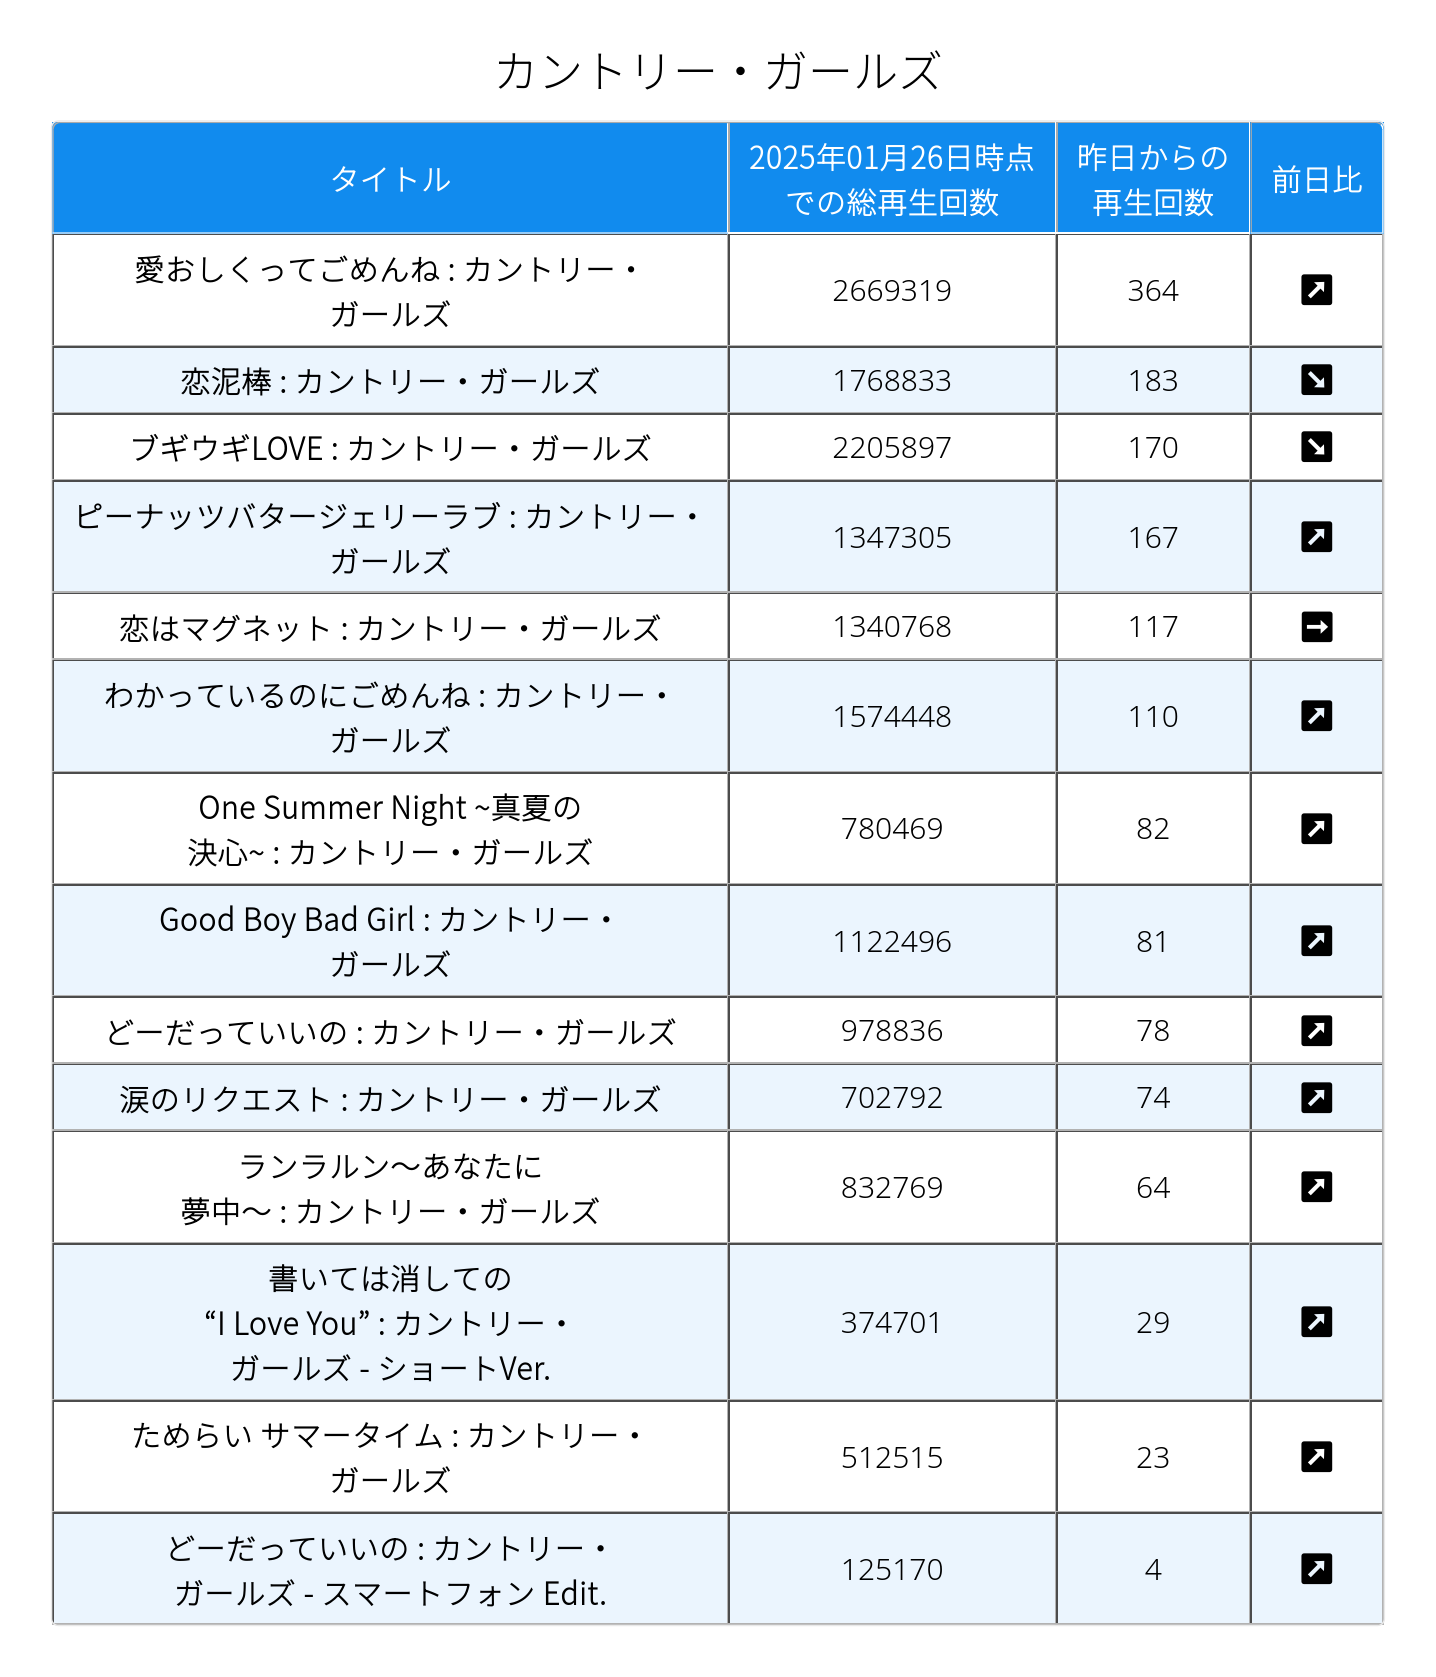 カントリー・ガールズ
タイトル
2025年01月26日時点
での総再生回数
昨日からの
再生回数
前日比
愛おしくってごめんね : カントリー・
ガールズ
2669319
364
恋泥棒 : カントリー・ガールズ
1768833
183
ブギウギLOVE : カントリー・ガールズ
2205897
170
ピーナッツバタージェリーラブ : カントリー・
ガールズ
1347305
167
恋はマグネット : カントリー・ガールズ
1340768
117
わかっているのにごめんね : カントリー・
ガールズ
1574448
110
One Summer Night ~真夏の
決心~ : カントリー・ガールズ
780469
82
Good Boy Bad Girl : カントリー・
ガールズ
1122496
81
どーだっていいの : カントリー・ガールズ
978836
78
涙のリクエスト : カントリー・ガールズ
702792
74
ランラルン～あなたに
夢中～ : カントリー・ガールズ
832769
64
書いては消しての
“I Love You” : カントリー・
ガールズ - ショートVer.
374701
29
ためらい サマータイム : カントリー・
ガールズ
512515
23
どーだっていいの : カントリー・
ガールズ - スマートフォン Edit.
125170
4